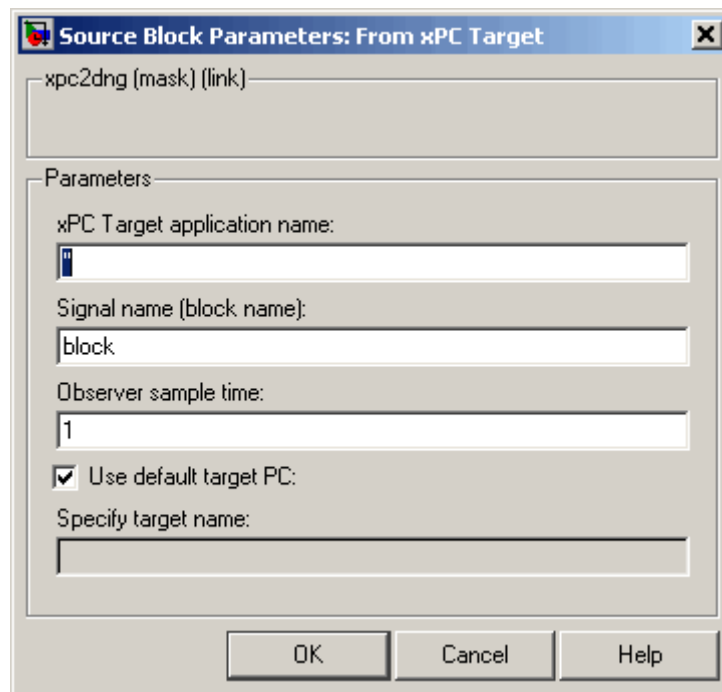 Source Block Parameters: From xPC Target
xpc2dng (mask) (link)
Parameters
xPC Target application name:
''
Signal name (block name):
block
Observer sample time:
1
Use default target PC:
Specify target name:
OK Cancel Help